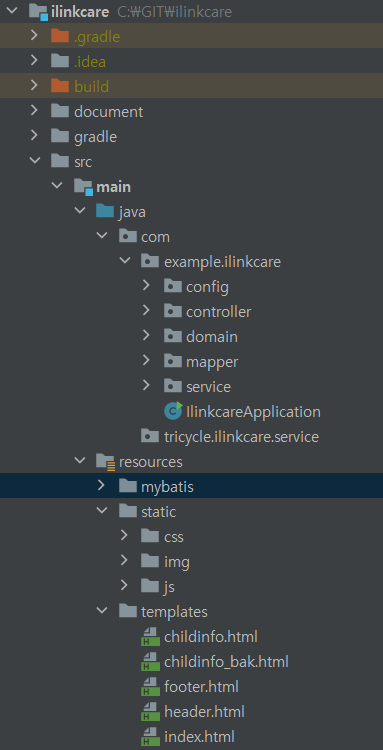 ilinkcare C:₩GIT₩ilinkcare
.gradle
.idea
build
document
gradle
src
main
java
com
example.ilinkcare
config
controller
domain
mapper
service
IlinkcareApplication
tricycle.ilinkcare.service
resources
mybatis
static
css
img
js
templates
childinfo.html
childinfo_bak.html
footer.html
header.html
index.html